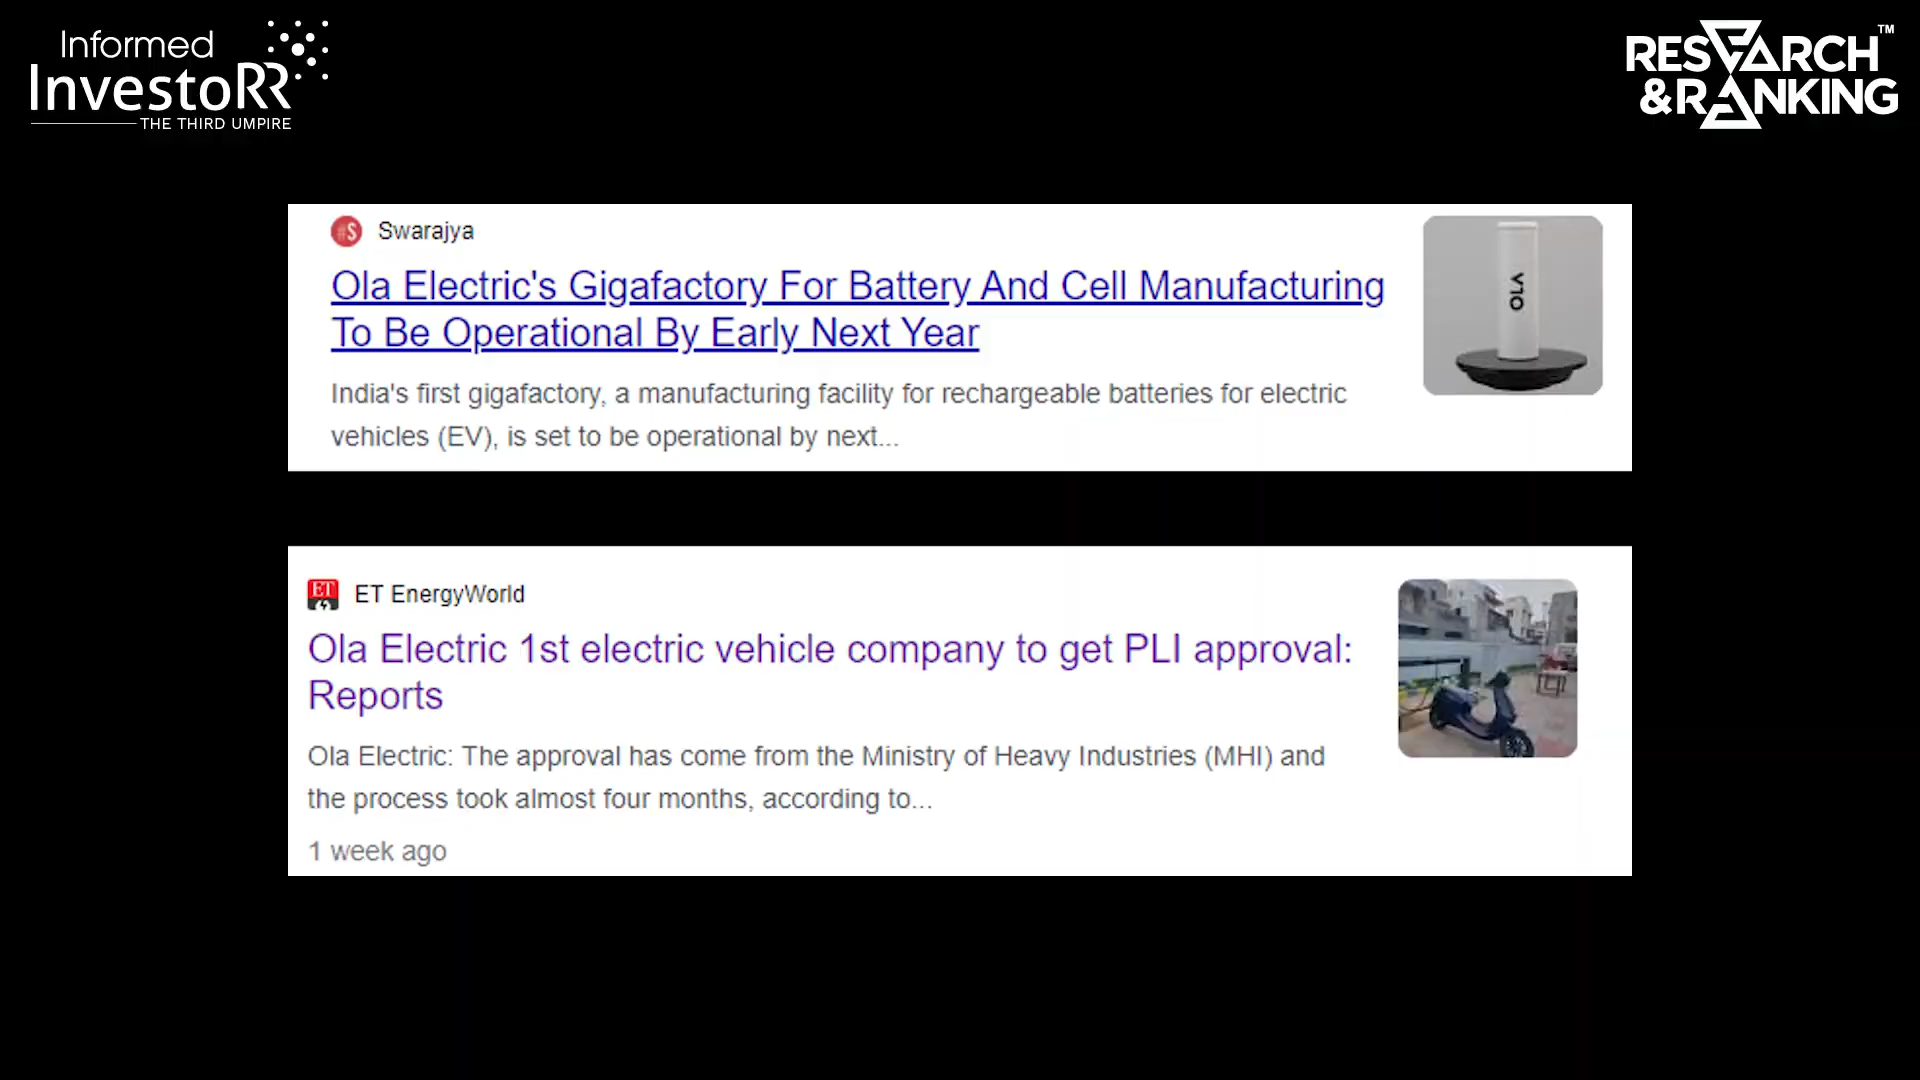 Informed
InvestoRR
THE THIRD UMPIRE
RESEARCH™
&RANKING
#S
Swarajya
Ola Electric's Gigafactory For Battery And Cell Manufacturing
To Be Operational By Early Next Year
India's first gigafactory, a manufacturing facility for rechargeable batteries for electric
vehicles (EV), is set to be operational by next...
OLA
ET
ET EnergyWorld
Ola Electric 1st electric vehicle company to get PLI approval:
Reports
Ola Electric: The approval has come from the Ministry of Heavy Industries (MHI) and
the process took almost four months, according to...
1 week ago